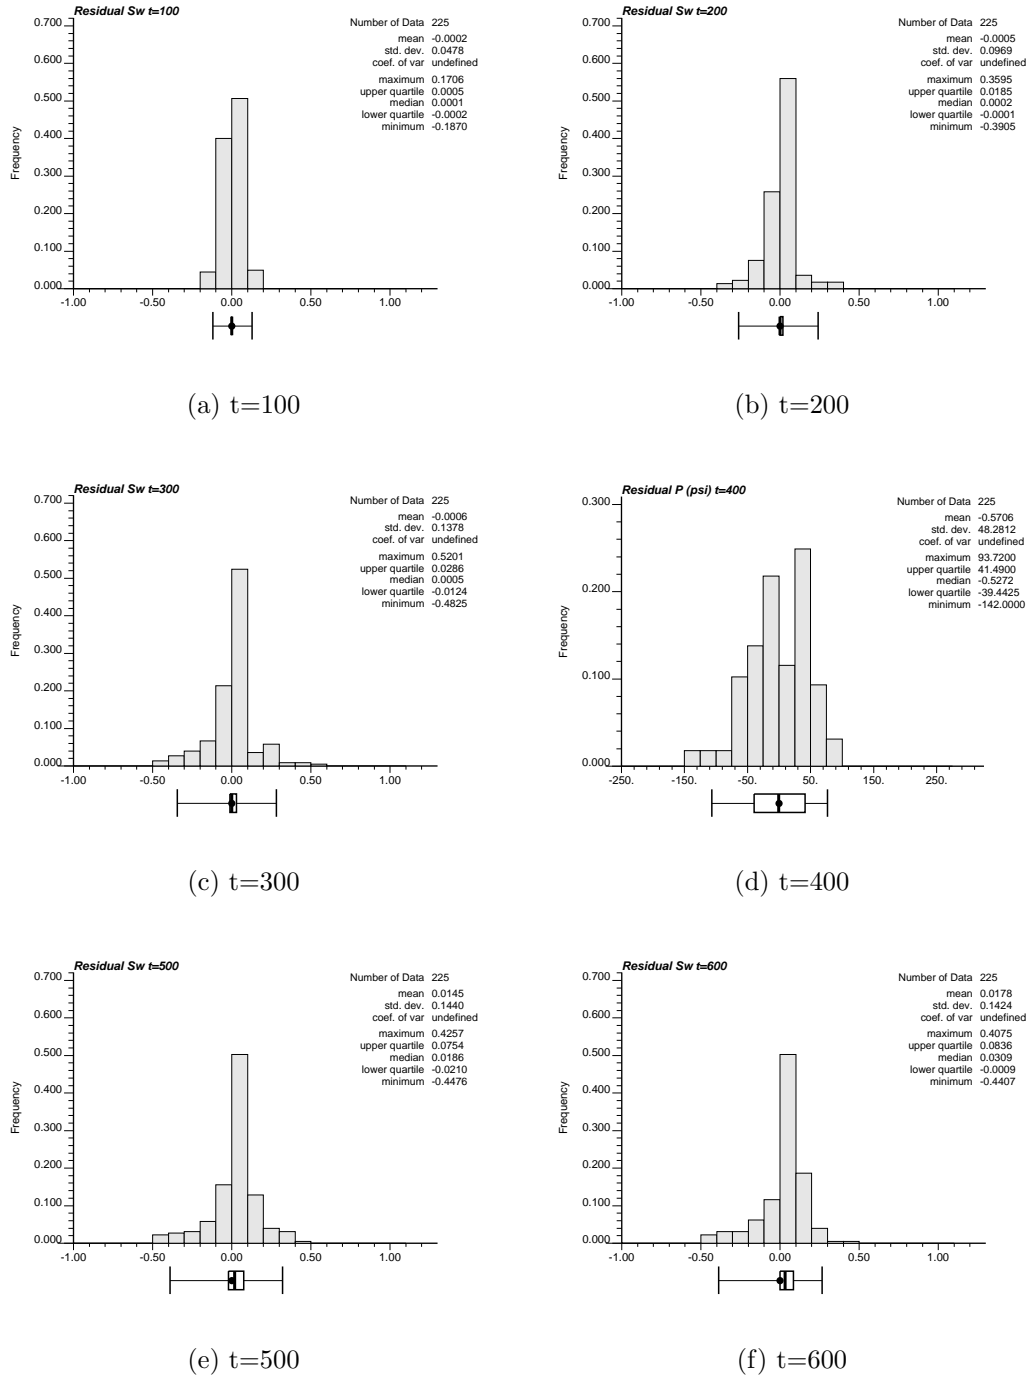 Residual Sw t=100
Number of Data 225
mean -0.0002
std. dev. 0.0478
coef. of var undefined
maximum 0.1706
upper quartile 0.0005
median 0.0001
lower quartile -0.0002
minimum -0.1870
Frequency
0.700
0.600
0.500
0.400
0.300
0.200
0.100
0.000
-1.00 -0.50 0.00 0.50 1.00
(a) t=100
Residual Sw t=200
Number of Data 225
mean -0.0005
std. dev. 0.0969
coef. of var undefined
maximum 0.3595
upper quartile 0.0185
median 0.0002
lower quartile -0.0001
minimum -0.3905
Frequency
0.700
0.600
0.500
0.400
0.300
0.200
0.100
0.000
-1.00 -0.50 0.00 0.50 1.00
(b) t=200
Residual Sw t=300
Number of Data 225
mean -0.0006
std. dev. 0.1378
coef. of var undefined
maximum 0.5201
upper quartile 0.0286
median 0.0005
lower quartile -0.0124
minimum -0.4825
Frequency
0.700
0.600
0.500
0.400
0.300
0.200
0.100
0.000
-1.00 -0.50 0.00 0.50 1.00
(c) t=300
Residual P (psi) t=400
Number of Data 225
mean -0.5706
std. dev. 48.2812
coef. of var undefined
maximum 93.7200
upper quartile 41.4900
median -0.5272
lower quartile -39.4425
minimum -142.0000
Frequency
0.300
0.200
0.100
0.000
-250. -150. -50. 50. 150. 250.
(d) t=400
Residual Sw t=500
Number of Data 225
mean 0.0145
std. dev. 0.1440
coef. of var undefined
maximum 0.4257
upper quartile 0.0754
median 0.0186
lower quartile -0.0210
minimum -0.4476
Frequency
0.700
0.600
0.500
0.400
0.300
0.200
0.100
0.000
-1.00 -0.50 0.00 0.50 1.00
(e) t=500
Residual Sw t=600
Number of Data 225
mean 0.0178
std. dev. 0.1424
coef. of var undefined
maximum 0.4075
upper quartile 0.0836
median 0.0309
lower quartile -0.0009
minimum -0.4407
Frequency
0.700
0.600
0.500
0.400
0.300
0.200
0.100
0.000
-1.00 -0.50 0.00 0.50 1.00
(f) t=600